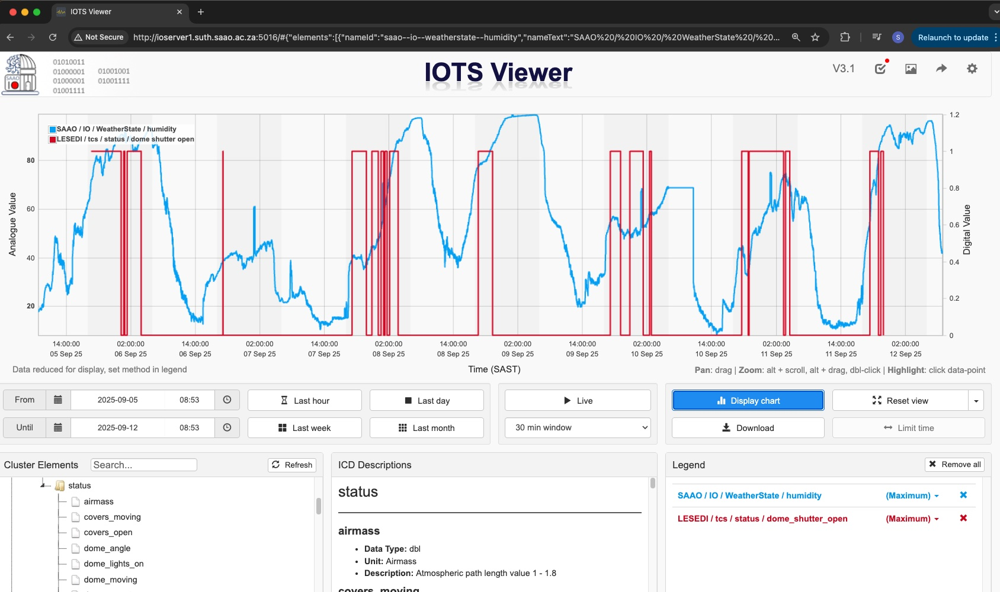 IOTS Viewer
Not Secure
http://ioserver1.suth.saao.ac.za:5016/#{"elements":[{"nameId":"saao--io--weatherstate--humidity","nameText":"SAAO%20/%20IO%20/%20WeatherState%20/%20...
S
Relaunch to update
SAAO
01010011
01000001 01001001
01000001 01001111
01001111
IOTS Viewer
V3.1
SAAO / IO / WeatherState / humidity
LESEDI / tcs / status / dome shutter open
Analogue Value
80
60
40
20
1.2
1
0.8
0.6
0.4
0.2
0
Digital Value
14:00:00 02:00:00 14:00:00 02:00:00 14:00:00 02:00:00 14:00:00 02:00:00 14:00:00 02:00:00 14:00:00 02:00:00 14:00:00 02:00:00
05 Sep 25 06 Sep 25 06 Sep 25 07 Sep 25 07 Sep 25 08 Sep 25 08 Sep 25 09 Sep 25 09 Sep 25 10 Sep 25 10 Sep 25 11 Sep 25 11 Sep 25 12 Sep 25
Data reduced for display, set method in legend
Time (SAST)
Pan: drag | Zoom: alt + scroll, alt + drag, dbl-click | Highlight: click data-point
From 2025-09-05 08:53
Last hour
Last day
Live
Display chart
Reset view
Until 2025-09-12 08:53
Last week
Last month
30 min window
Download
Limit time
Cluster Elements
Search...
Refresh
status
airmass
covers_moving
covers_open
dome_angle
dome_lights_on
dome_moving
ICD Descriptions
status
airmass
• Data Type: dbl
• Unit: Airmass
• Description: Atmospheric path length value 1 - 1.8
covers_moving
Legend
Remove all
SAAO / IO / WeatherState / humidity (Maximum)
LESEDI / tcs / status / dome_shutter_open (Maximum)